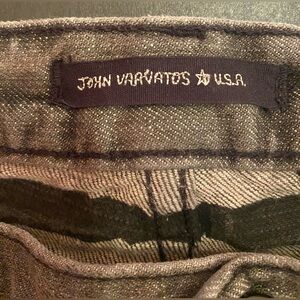 JOHN VARVATOS ☆ U.S.A.